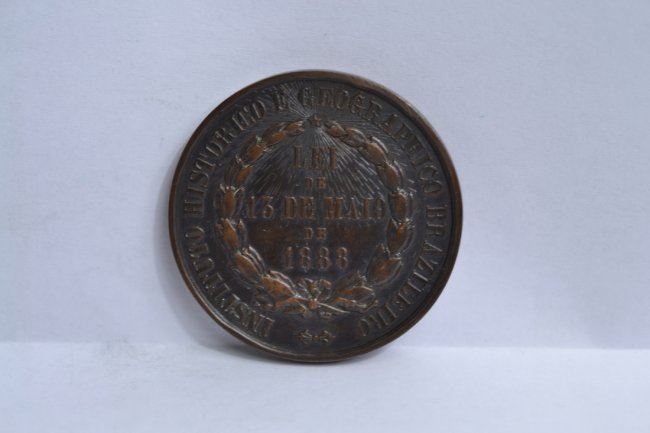 INSTITUTO HISTORICO E GEOGRAPHICO BRAZILEIRO
LEI
DE
13 DE MAIO
DE
1888